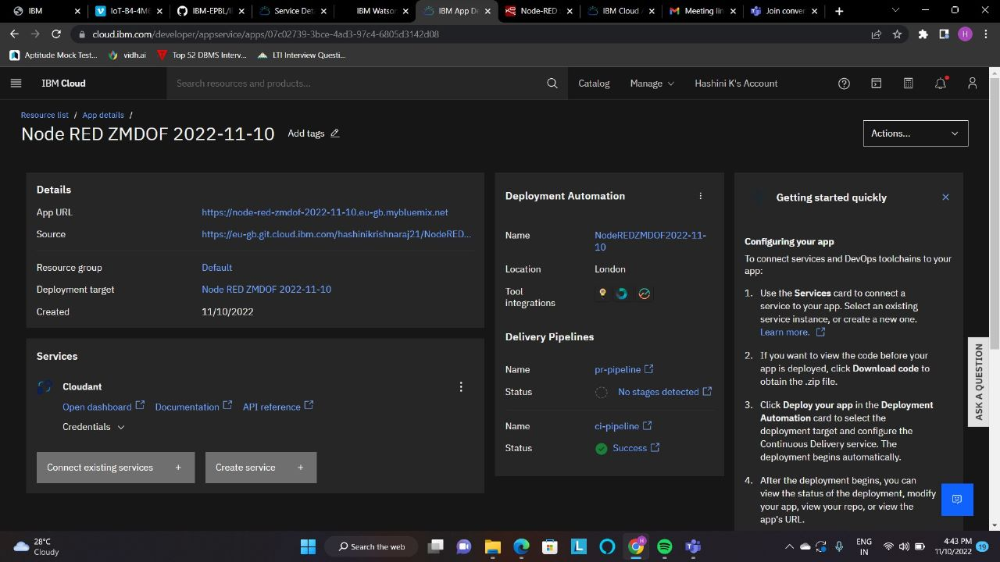 IBM
IoT-B4-4M6
IBM-EPBL/I
Service Det
IBM Watson
IBM App De
Node-RED
IBM Cloud
Meeting lin
Join conver
cloud.ibm.com/developer/appservice/apps/07c02739-3bce-4ad3-97c4-6805d3142d08
H
Aptitude Mock Test...
vidh.ai
Top 52 DBMS Interv...
LTI Interview Questi...
IBM Cloud
Search resources and products...
Catalog
Manage
Hashini K's Account
Resource list / App details /
Node RED ZMDOF 2022-11-10
Add tags
Actions...
Details
App URL https://node-red-zmdof-2022-11-10.eu-gb.mybluemix.net
Source https://eu-gb.git.cloud.ibm.com/hashinikrishnaraj21/NodeRED...
Resource group Default
Deployment target Node RED ZMDOF 2022-11-10
Created 11/10/2022
Services
Cloudant
Open dashboard Documentation API reference
Credentials
Connect existing services + Create service +
Deployment Automation
Name NodeREDZMDOF2022-11-
10
Location London
Tool
integrations
Delivery Pipelines
Name pr-pipeline
Status No stages detected
Name ci-pipeline
Status Success
Getting started quickly
Configuring your app
To connect services and DevOps toolchains to your
app:
1. Use the Services card to connect a
service to your app. Select an existing
service instance, or create a new one.
Learn more.
2. If you want to view the code before your
app is deployed, click Download code to
obtain the .zip file.
3. Click Deploy your app in the Deployment
Automation card to select the
deployment target and configure the
Continuous Delivery service. The
deployment begins automatically.
4. After the deployment begins, you can
view the status of the deployment, modify
your app, view your repo, or view the
app's URL.
ASK A QUESTION
28°C
Cloudy
Search the web
L
H
ENG
IN
4:43 PM
11/10/2022
19